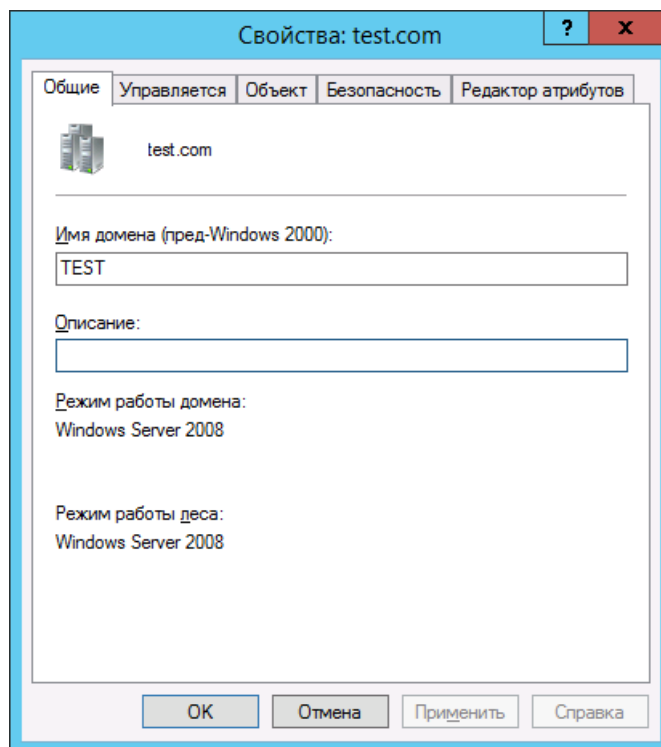 Свойства: test.com
?
x
Общие
Управляется
Объект
Безопасность
Редактор атрибутов
test.com
Имя домена (пред-Windows 2000):
TEST
Описание:
Режим работы домена:
Windows Server 2008
Режим работы леса:
Windows Server 2008
OK
Отмена
Применить
Справка